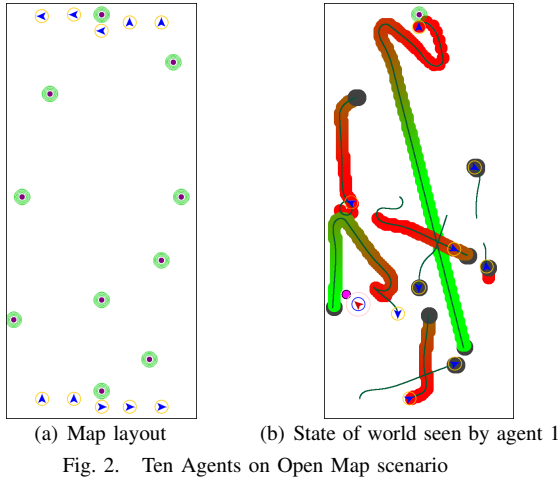 (a) Map layout
(b) State of world seen by agent 1
Fig. 2. Ten Agents on Open Map scenario